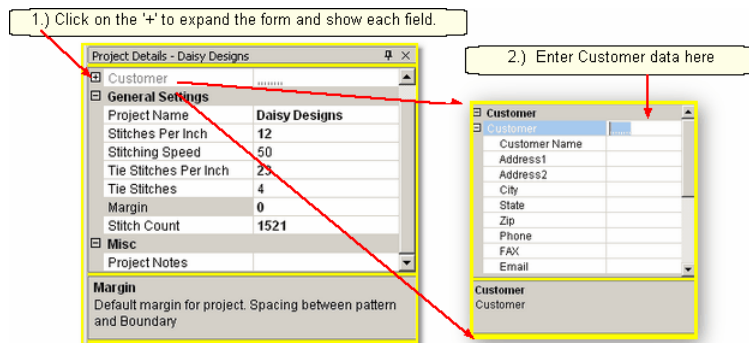 1.) Click on the '+' to expand the form and show each field.
Project Details - Daisy Designs
Customer ........
General Settings
Project Name Daisy Designs
Stitches Per Inch 12
Stitching Speed 50
Tie Stitches Per Inch 23
Tie Stitches 4
Margin 0
Stitch Count 1521
Misc
Project Notes
Margin
Default margin for project. Spacing between pattern
and Boundary
2.) Enter Customer data here
Customer
Customer ........
Customer Name
Address1
Address2
City
State
Zip
Phone
FAX
Email
Customer
Customer